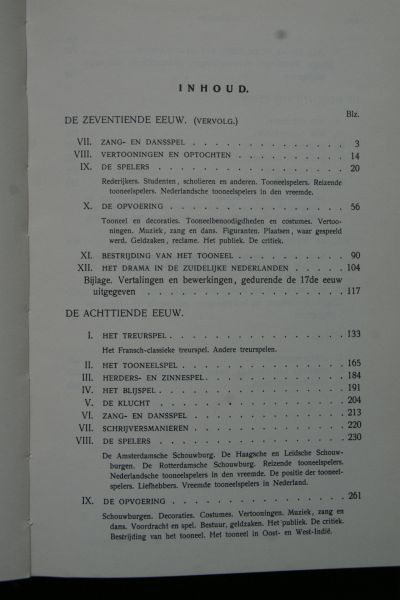 INHOUD.
Blz.
DE ZEVENTIENDE EEUW. (VERVOLG.)
VII. ZANG- EN DANSSPEL . . . . . . . . . . . . . . 3
VIII. VERTOONINGEN EN OPTOCHTEN . . . . . . . . . . 14
IX. DE SPELERS . . . . . . . . . . . . . . . . . 20
Rederijkers. Studenten, scholieren en anderen. Tooneelspelers. Reizende
tooneelspelers. Nederlandsche tooneelspelers in den vreemde.
X. DE OPVOERING . . . . . . . . . . . . . . . . 56
Tooneel en decoraties. Tooneelbenoodigdheden en costumes. Vertoo-
ningen. Muziek, zang en dans. Figuranten. Plaatsen, waar gespeeld
werd. Geldzaken, reclame. Het publiek. De critiek.
XI. BESTRIJDING VAN HET TOONEEL . . . . . . . . . . 90
XII. HET DRAMA IN DE ZUIDELIJKE NEDERLANDEN . . . . . 104
Bijlage. Vertalingen en bewerkingen, gedurende de 17de eeuw
uitgegeven . . . . . . . . . . . . . . . . 117
DE ACHTTIENDE EEUW.
I. HET TREURSPEL . . . . . . . . . . . . . . . . 133
Het Fransch-classieke treurspel. Andere treurspelen.
II. HET TOONEELSPEL . . . . . . . . . . . . . . . 165
III. HERDERS- EN ZINNESPEL . . . . . . . . . . . . . 184
IV. HET BLIJSPEL . . . . . . . . . . . . . . . . 191
V. DE KLUCHT . . . . . . . . . . . . . . . . . 204
VI. ZANG- EN DANSSPEL . . . . . . . . . . . . . . 213
VII. SCHRIJVERSMANIEREN . . . . . . . . . . . . . . 220
VIII. DE SPELERS . . . . . . . . . . . . . . . . . 230
De Amsterdamsche Schouwburg. De Haagsche en Leidsche Schouw-
burgen. De Rotterdamsche Schouwburg. Reizende tooneelspelers.
Nederlandsche tooneelspelers in den vreemde. De positie der tooneel-
spelers. Liefhebbers. Vreemde tooneelspelers in Nederland.
IX. DE OPVOERING . . . . . . . . . . . . . . . . 261
Schouwburgen. Decoraties. Costumes. Vertooningen. Muziek, zang en
dans. Voordracht en spel. Bestuur, geldzaken. Het publiek. De critiek.
Bestrijding van het tooneel. Het tooneel in Oost- en West-Indië.